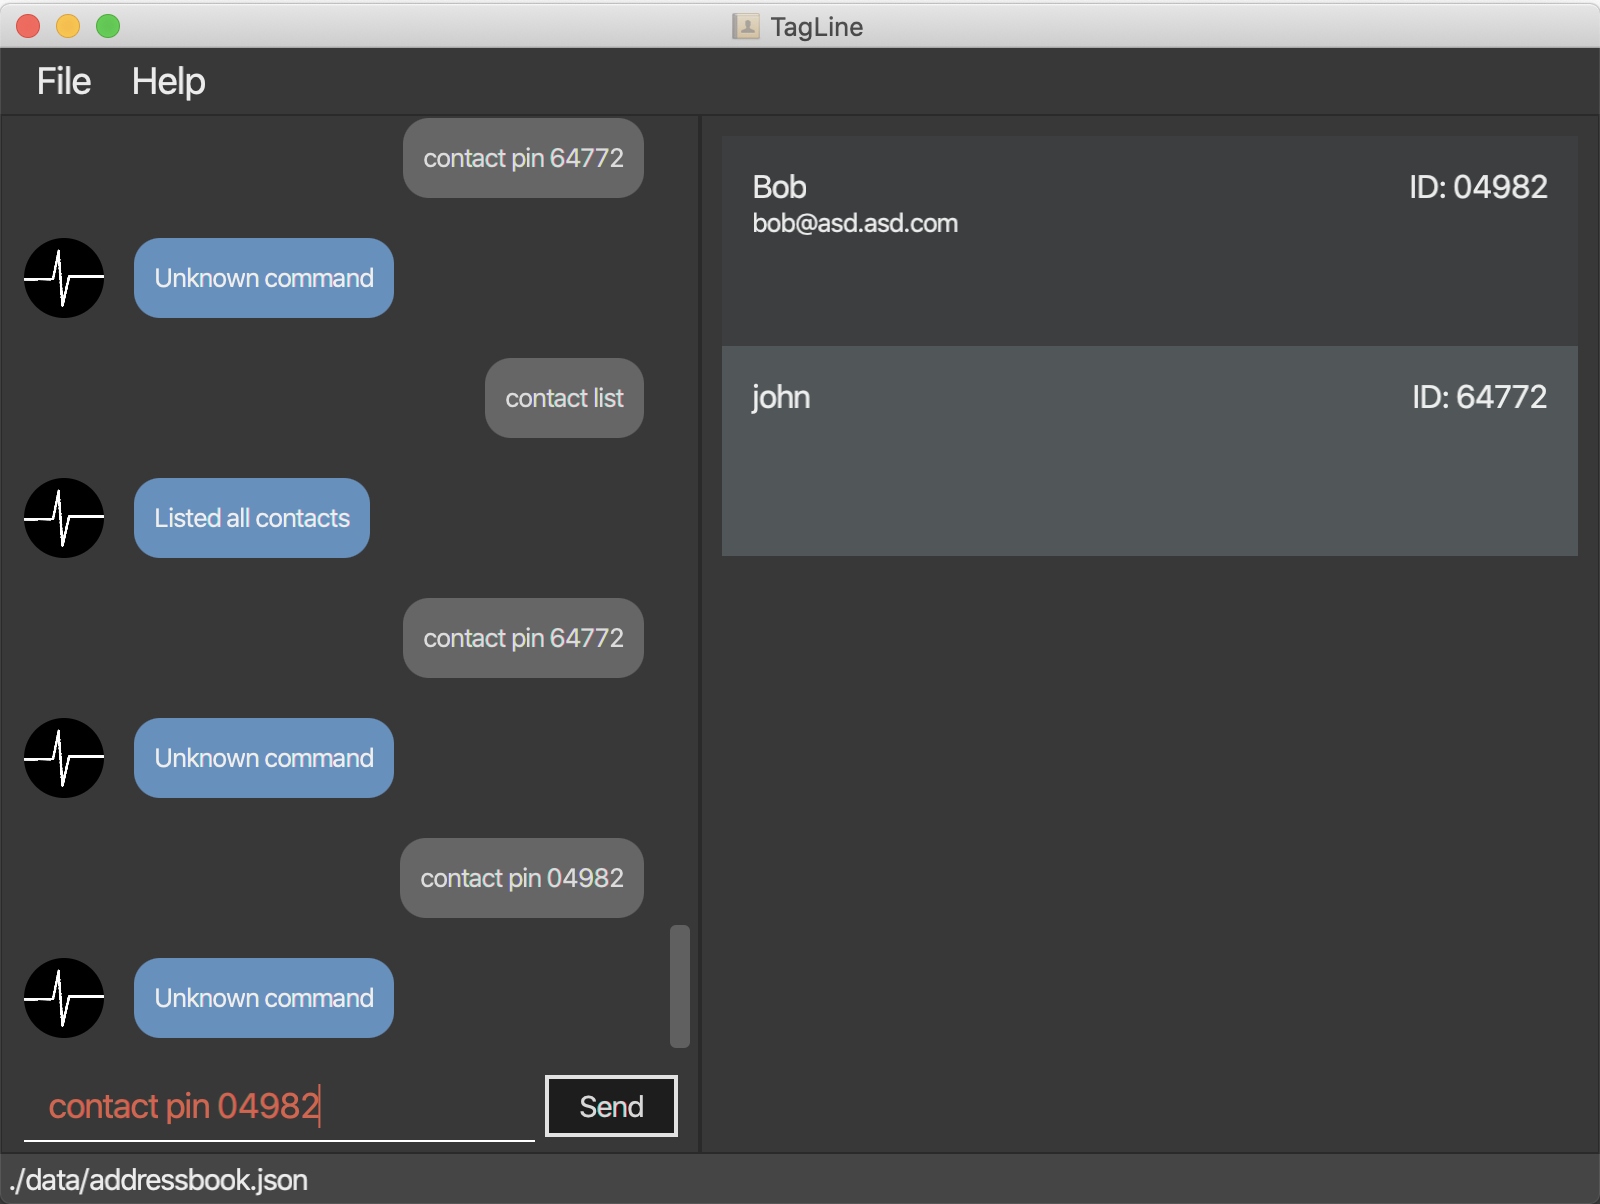 TagLine
File Help
contact pin 64772
Unknown command
contact list
Listed all contacts
contact pin 64772
Unknown command
contact pin 04982
Unknown command
contact pin 04982
Send
Bob ID: 04982
bob@asd.asd.com
john ID: 64772
./data/addressbook.json